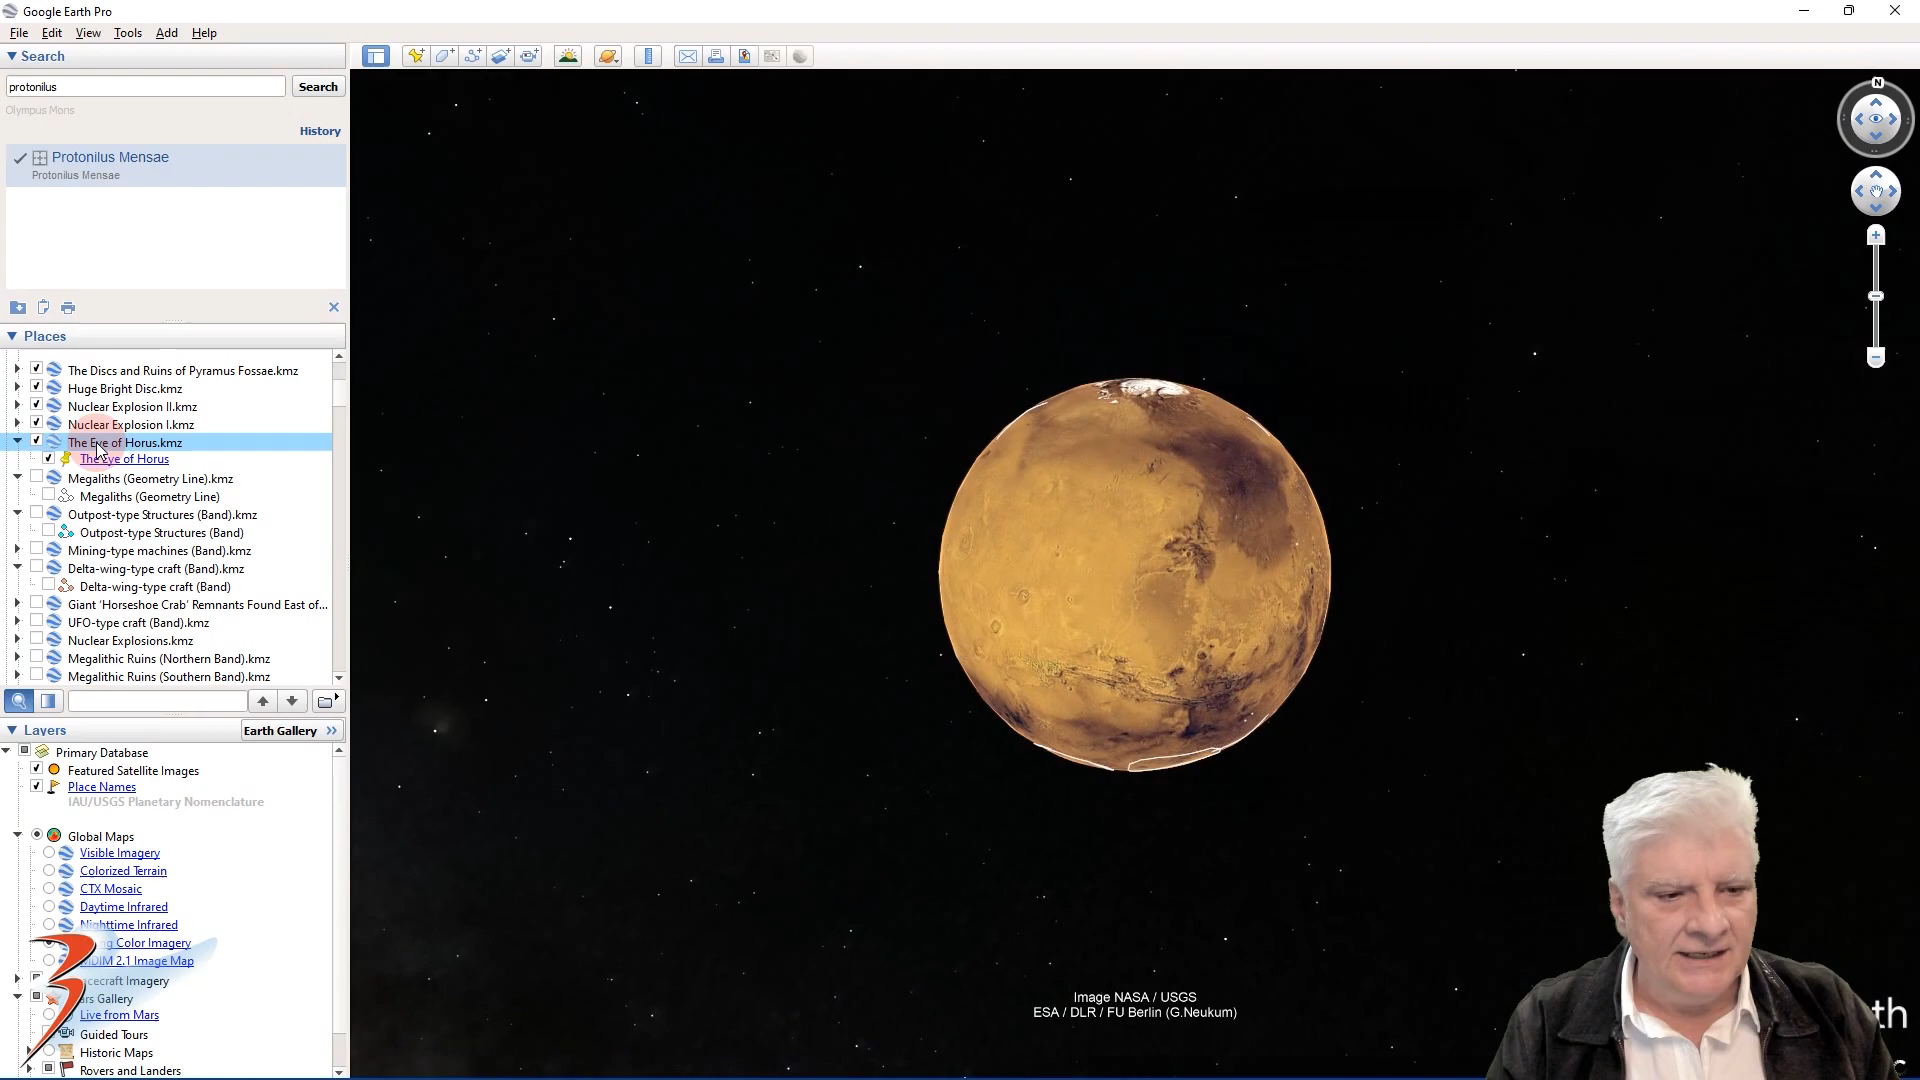 Google Earth Pro
File Edit View Tools Add Help
Search
protonilus Search
Olympus Mons
History
Protonilus Mensae
Protonilus Mensae
Places
The Discs and Ruins of Pyramus Fossae.kmz
Huge Bright Disc.kmz
Nuclear Explosion II.kmz
Nuclear Explosion I.kmz
The Eye of Horus.kmz
The Eye of Horus
Megaliths (Geometry Line).kmz
Megaliths (Geometry Line)
Outpost-type Structures (Band).kmz
Outpost-type Structures (Band)
Mining-type machines (Band).kmz
Delta-wing-type craft (Band).kmz
Delta-wing-type craft (Band)
Giant 'Horseshoe Crab' Remnants Found East of...
UFO-type craft (Band).kmz
Nuclear Explosions.kmz
Megalithic Ruins (Northern Band).kmz
Megalithic Ruins (Southern Band).kmz
Layers Earth Gallery »
Primary Database
Featured Satellite Images
Place Names
IAU/USGS Planetary Nomenclature
Global Maps
Visible Imagery
Colorized Terrain
CTX Mosaic
Daytime Infrared
Nighttime Infrared
Color Imagery
2.1 Image Map
Imagery
Gallery
Live from Mars
Guided Tours
Historic Maps
Rovers and Landers
N
Image NASA / USGS
ESA / DLR / FU Berlin (G.Neukum)